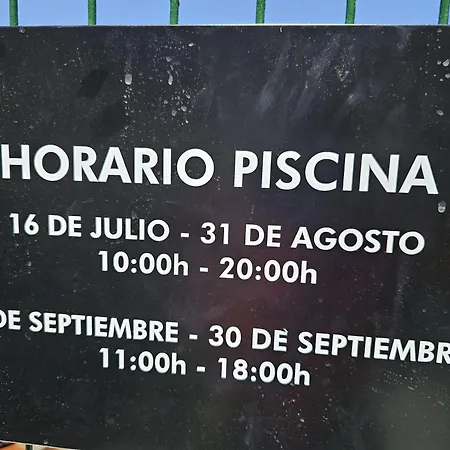 HORARIO PISCINA
16 DE JULIO - 31 DE AGOSTO
10:00h - 20:00h
DE SEPTIEMBRE - 30 DE SEPTIEMBR
11:00h - 18:00h